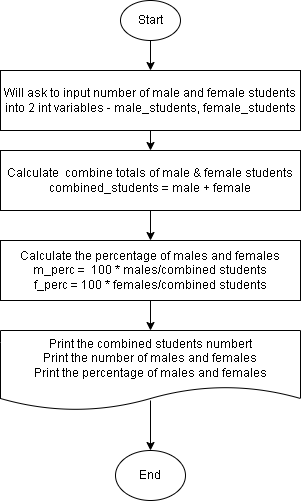 Start
Will ask to input number of male and female students
into 2 int variables - male_students, female_students
Calculate combine totals of male & female students
combined_students = male + female
Calculate the percentage of males and females
m_perc = 100 * males/combined students
f_perc = 100 * females/combined students
Print the combined students numbert
Print the number of males and females
Print the percentage of males and females
End